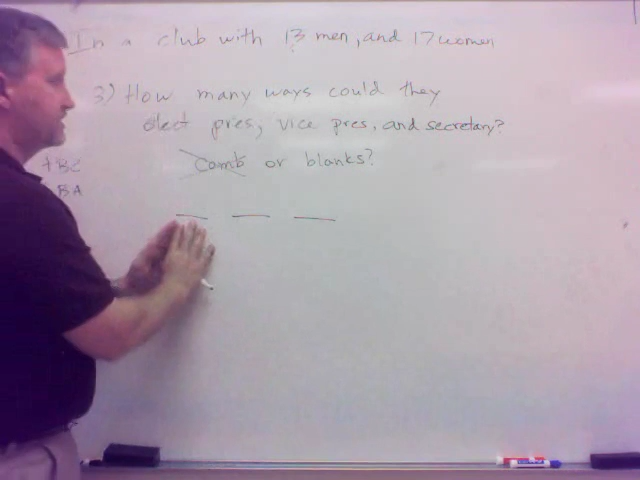 In a club with 13 men, and 17 women
3) How many ways could they
elect pres, vice pres, and secretary?
comb or blanks?
BC
BA